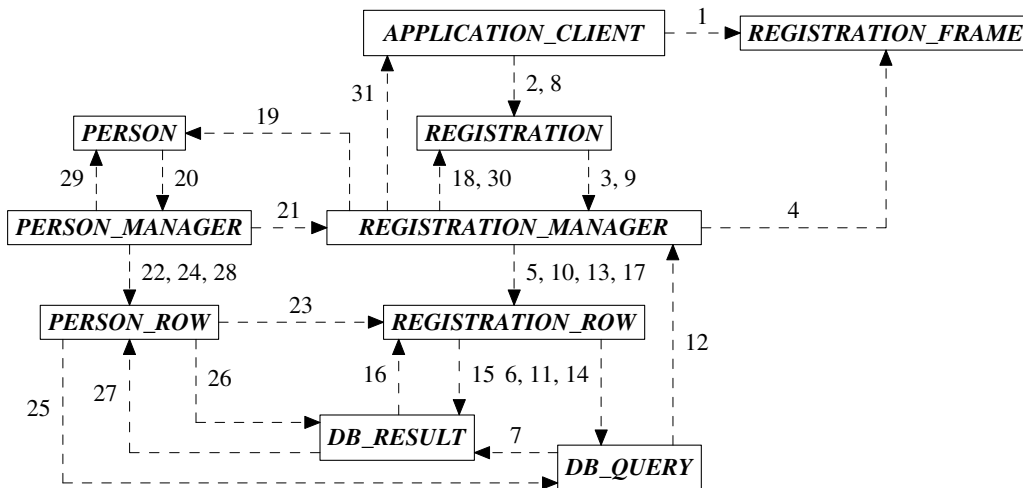 APPLICATION_CLIENT
1
REGISTRATION_FRAME
31
2, 8
PERSON
19
REGISTRATION
29
20
18, 30
3, 9
PERSON_MANAGER
21
REGISTRATION_MANAGER
4
22, 24, 28
5, 10, 13, 17
PERSON_ROW
23
REGISTRATION_ROW
12
25
27
26
16
15
6, 11, 14
DB_RESULT
7
DB_QUERY